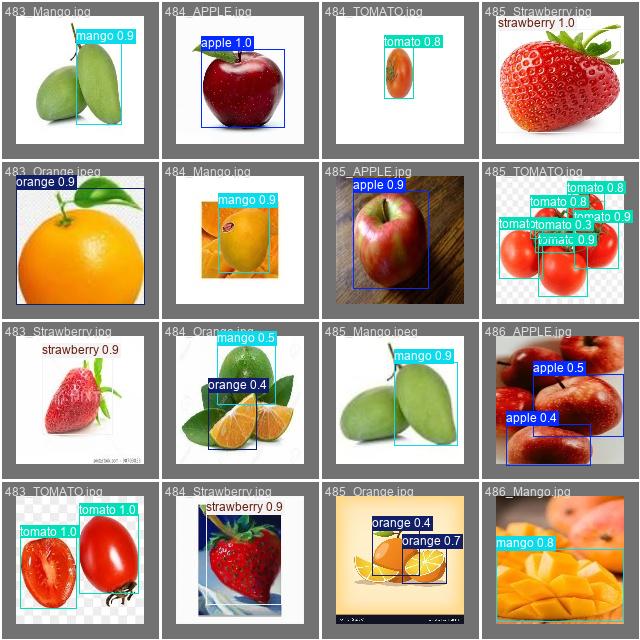 483_Mango.jpg
mango 0.9
484_APPLE.jpg
apple 1.0
484_TOMATO.jpg
tomato 0.8
485_Strawberry.jpg
strawberry 1.0
483_Orange.jpeg
orange 0.9
484_Mango.jpg
mango 0.9
485_APPLE.jpg
apple 0.9
485_TOMATO.jpg
tomato 0.8
tomato 0.8
tomato 0.9
tomato
tomato 0.3
tomato 0.9
483_Strawberry.jpg
strawberry 0.9
484_Orange.jpg
mango 0.5
orange 0.4
485_Mango.jpeg
mango 0.9
486_APPLE.jpg
apple 0.5
apple 0.4
483_TOMATO.jpg
tomato 1.0
tomato 1.0
484_Strawberry.jpg
strawberry 0.9
485_Orange.jpg
orange 0.4
orange 0.7
486_Mango.jpg
mango 0.8